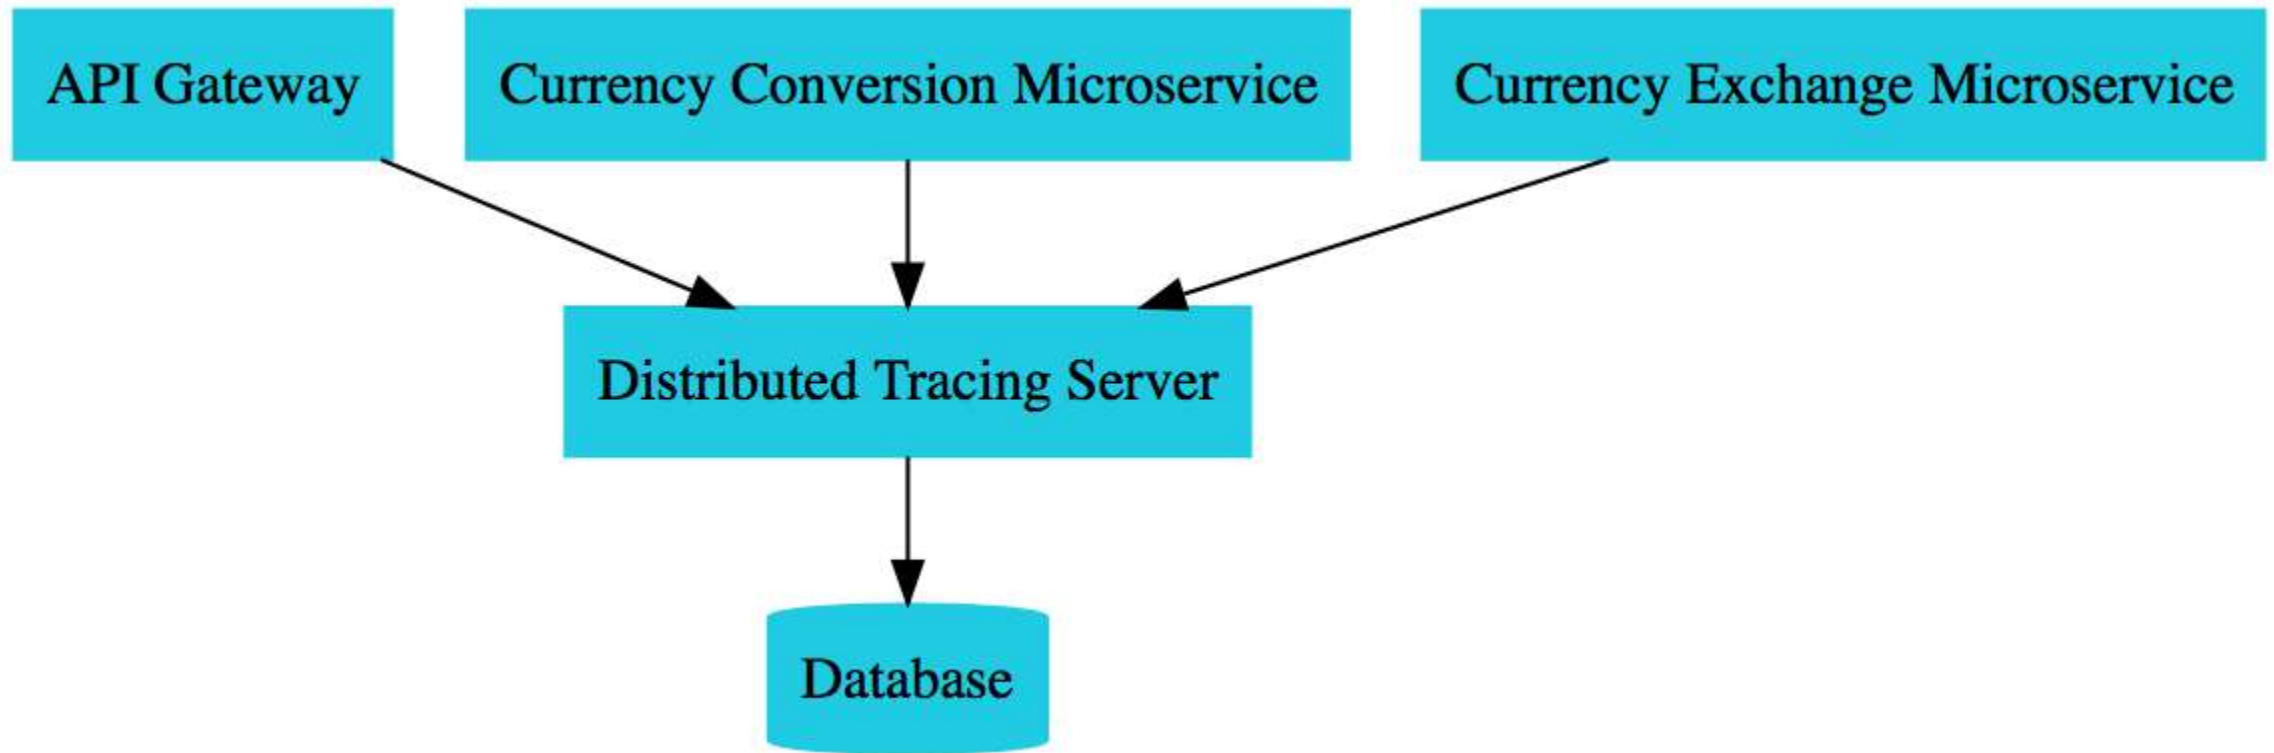 API Gateway
Currency Conversion Microservice
Currency Exchange Microservice
Distributed Tracing Server
Database